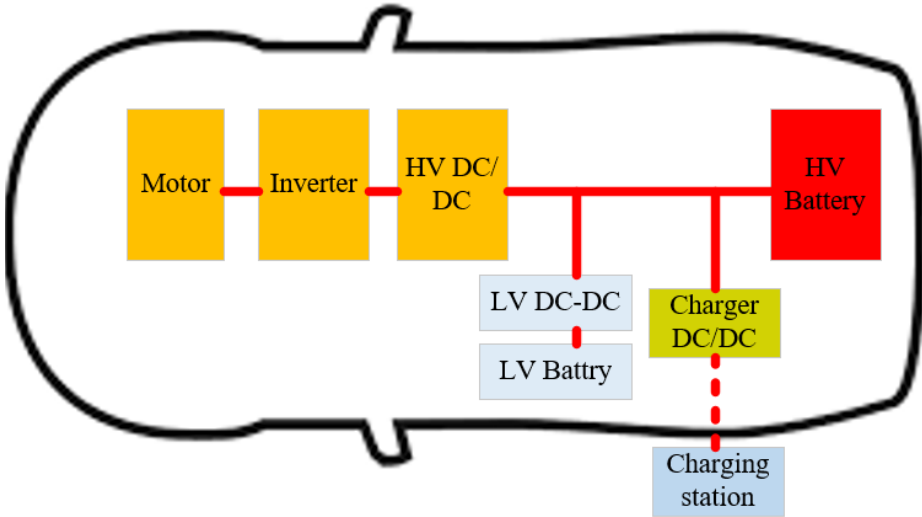 Motor
Inverter
HV DC/
DC
HV
Battery
LV DC-DC
LV Battry
Charger
DC/DC
Charging
station